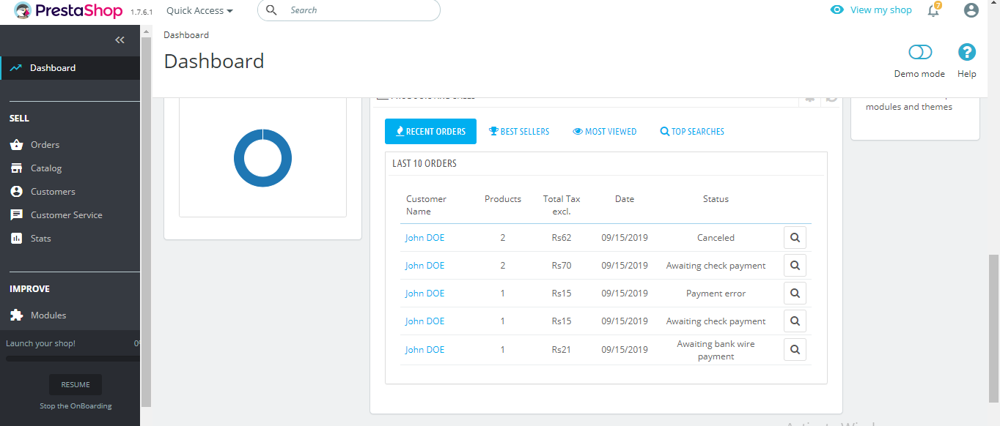 PrestaShop 1.7.6.1 Quick Access Search View my shop 7
Dashboard
Dashboard
Demo mode Help
Dashboard
SELL
Orders
Catalog
Customers
Customer Service
Stats
IMPROVE
Modules
Launch your shop! 0%
RESUME
Stop the OnBoarding
modules and themes
RECENT ORDERS BEST SELLERS MOST VIEWED TOP SEARCHES
LAST 10 ORDERS
Customer Name Products Total Tax excl. Date Status
John DOE 2 Rs62 09/15/2019 Canceled
John DOE 2 Rs70 09/15/2019 Awaiting check payment
John DOE 1 Rs15 09/15/2019 Payment error
John DOE 1 Rs15 09/15/2019 Awaiting check payment
John DOE 1 Rs21 09/15/2019 Awaiting bank wire payment